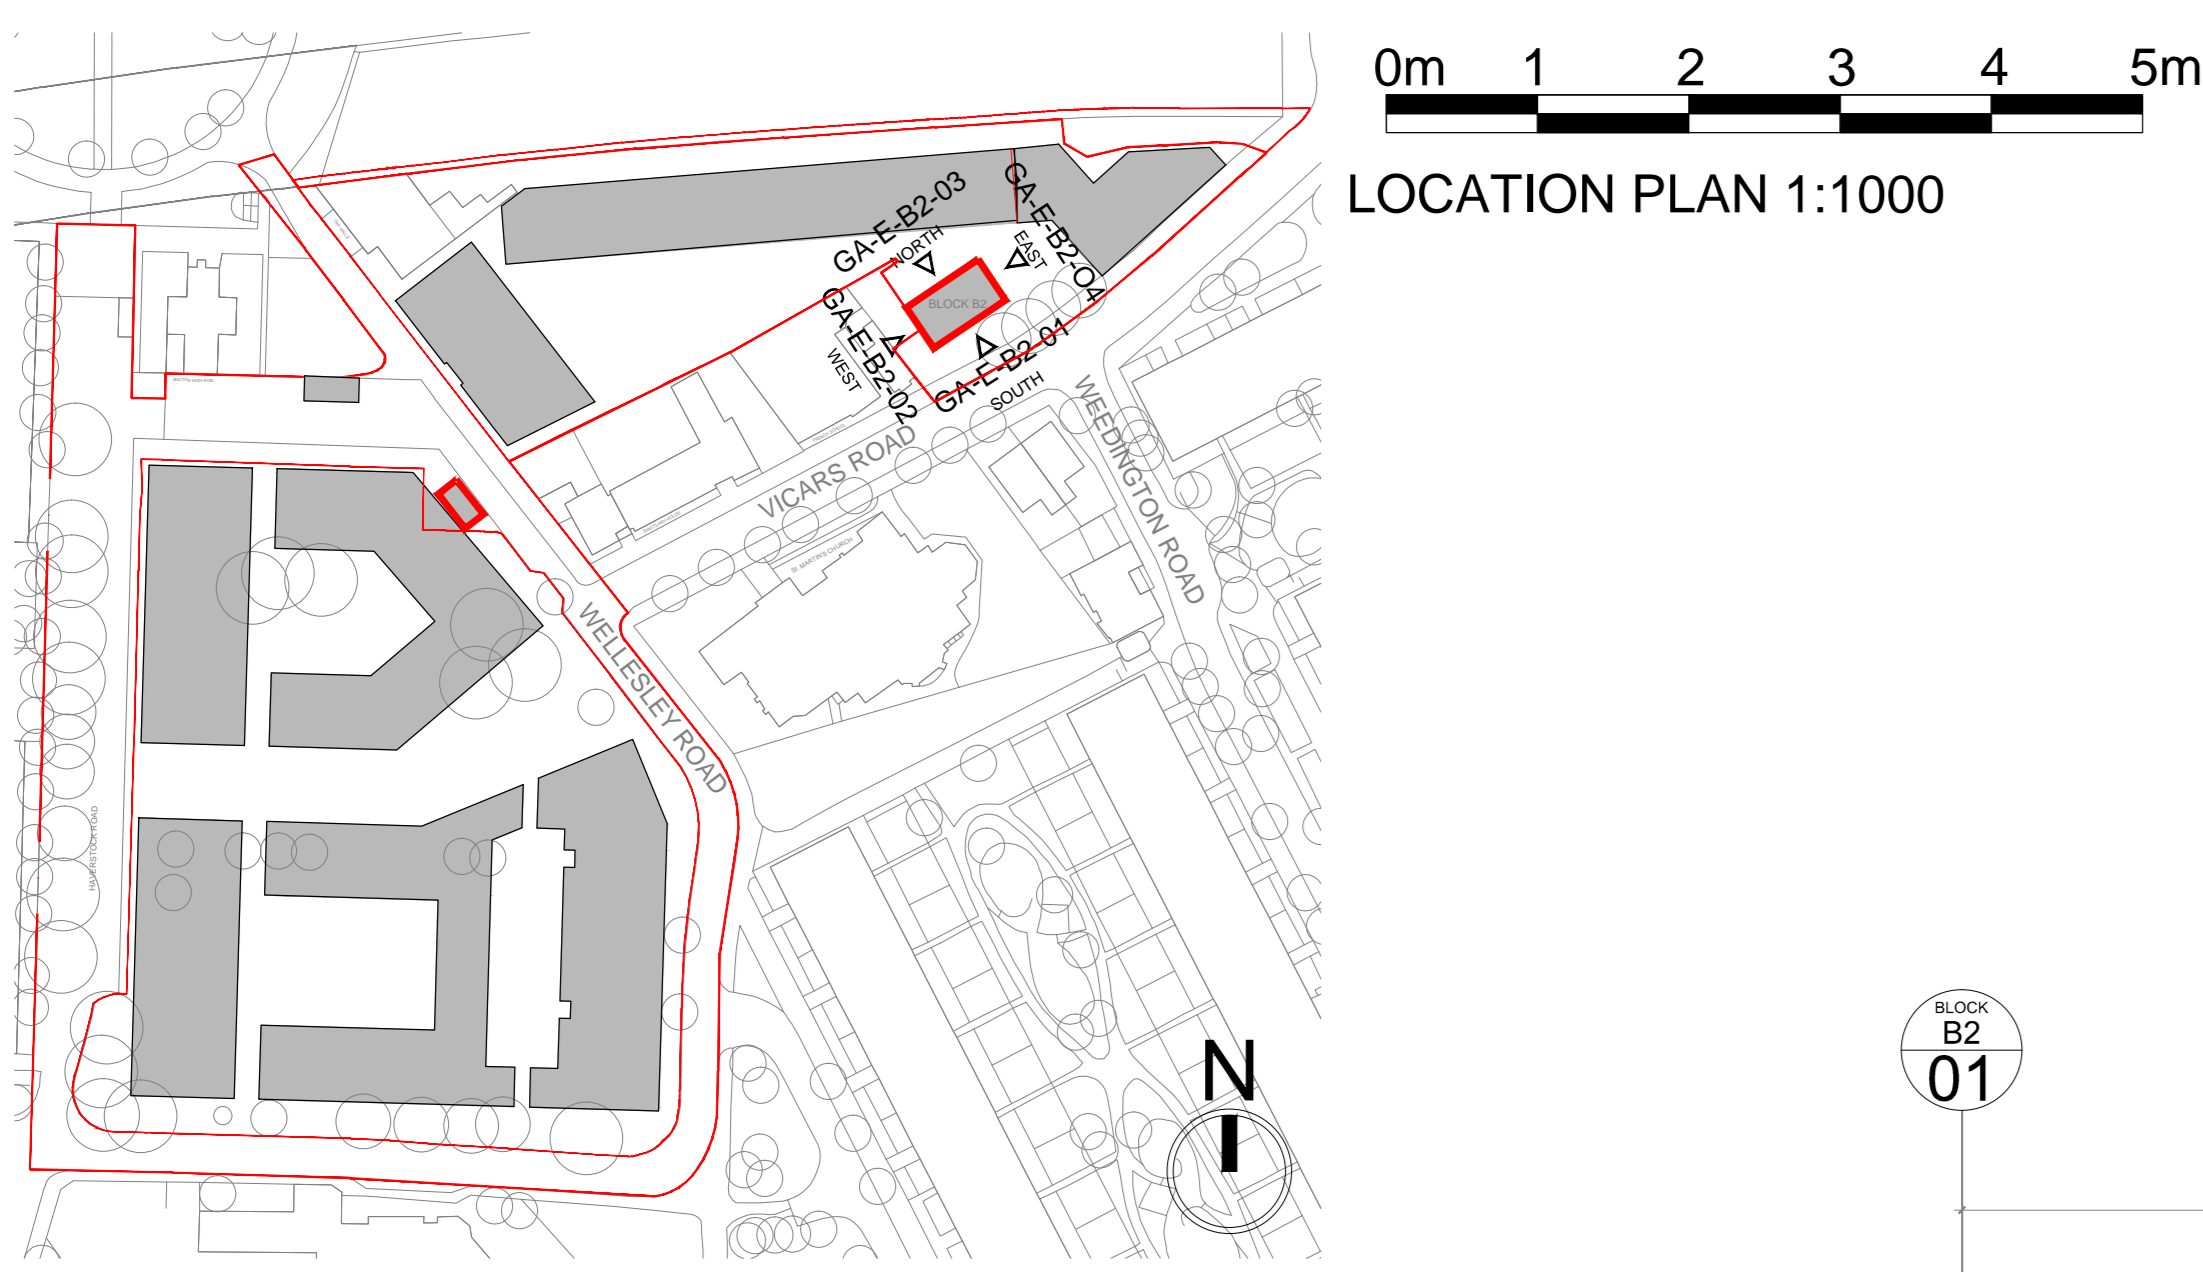 0m 1 2 3 4 5m
LOCATION PLAN 1:1000
GA-E-B2-03
NORTH
GA-E-B2-O4
EAST
BLOCK B2
GA-E-B2-02
WEST
GA-E-B2-01
SOUTH
VICARS ROAD
WEEDINGTON ROAD
ST. MARTIN'S CHURCH
WELLESLEY ROAD
HAVERSTOCK ROAD
N
BLOCK
B2
01